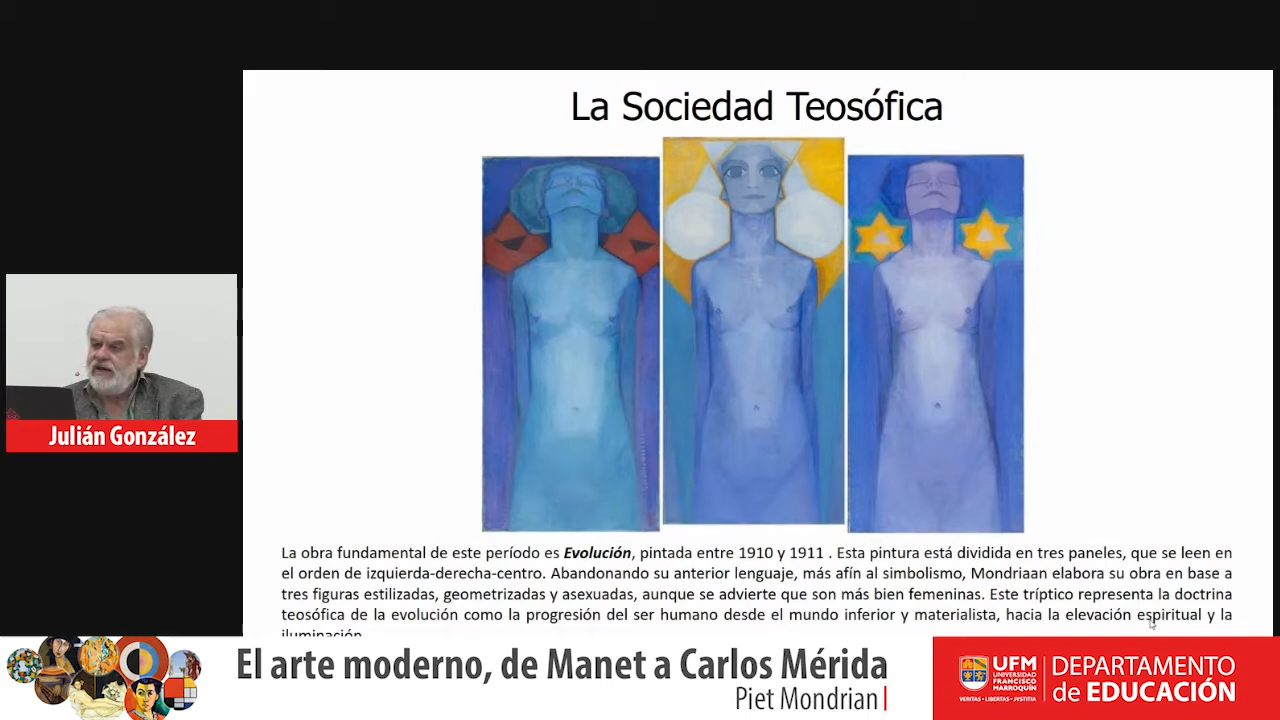 La Sociedad Teosófica
La obra fundamental de este período es Evolución, pintada entre 1910 y 1911 . Esta pintura está dividida en tres paneles, que se leen en
el orden de izquierda-derecha-centro. Abandonando su anterior lenguaje, más afín al simbolismo, Mondriaan elabora su obra en base a
tres figuras estilizadas, geometrizadas y asexuadas, aunque se advierte que son más bien femeninas. Este tríptico representa la doctrina
teosófica de la evolución como la progresión del ser humano desde el mundo inferior y materialista, hacia la elevación espiritual y la
iluminación.
Julián González
El arte moderno, de Manet a Carlos Mérida
Piet Mondrian
UFM
UNIVERSIDAD
FRANCISCO
MARROQUÍN
VERITAS • LIBERTAS • JVSTITIA
DEPARTAMENTO
de EDUCACIÓN